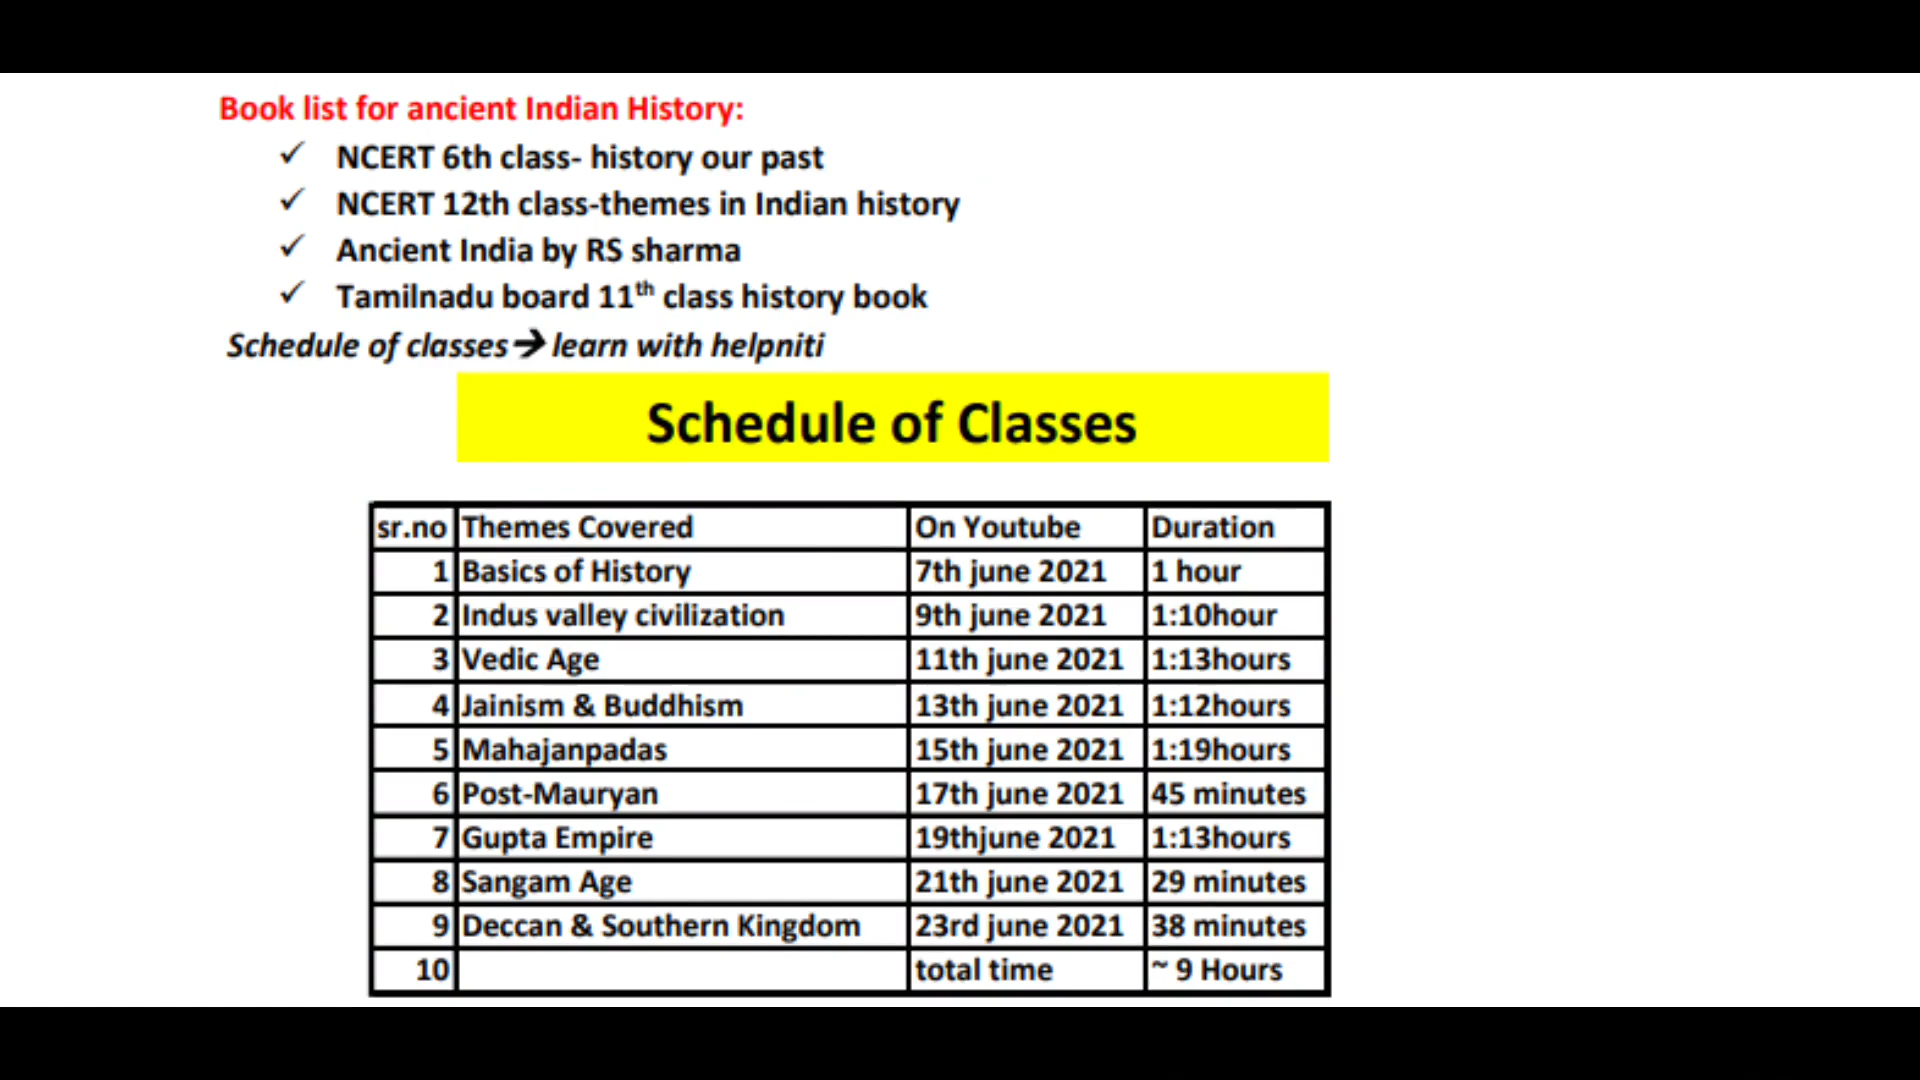 Book list for ancient Indian History:
✓ NCERT 6th class- history our past
✓ NCERT 12th class-themes in Indian history
✓ Ancient India by RS sharma
✓ Tamilnadu board 11th class history book
Schedule of classes→learn with helpniti
Schedule of Classes
sr.no Themes Covered On Youtube Duration
1 Basics of History 7th june 2021 1 hour
2 Indus valley civilization 9th june 2021 1:10hour
3 Vedic Age 11th june 2021 1:13hours
4 Jainism & Buddhism 13th june 2021 1:12hours
5 Mahajanpadas 15th june 2021 1:19hours
6 Post-Mauryan 17th june 2021 45 minutes
7 Gupta Empire 19thjune 2021 1:13hours
8 Sangam Age 21th june 2021 29 minutes
9 Deccan & Southern Kingdom 23rd june 2021 38 minutes
10 total time ~ 9 Hours